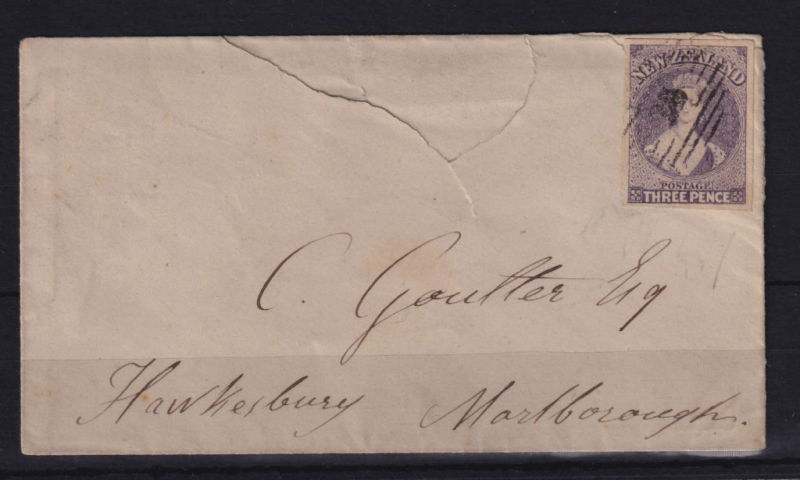 NEW ZEALAND
POSTAGE
THREE PENCE
C. Goulter Esq
Hawkesbury Marlborough.